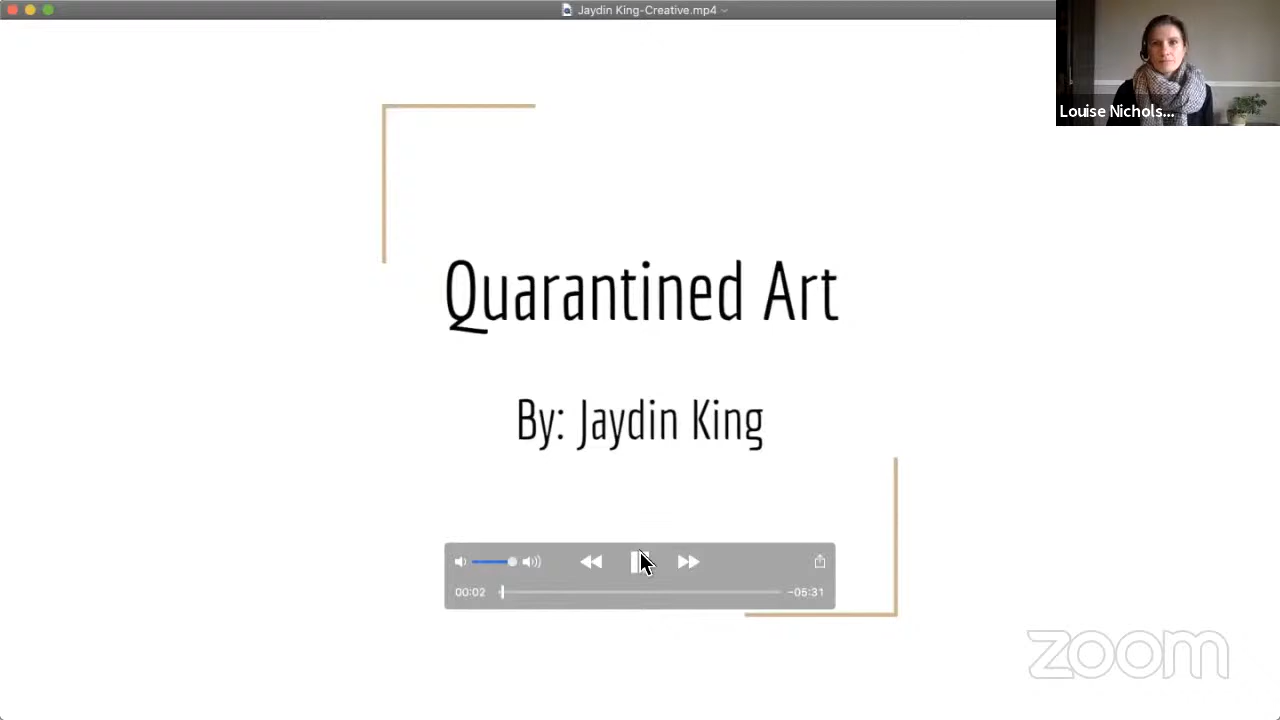 Jaydin King-Creative.mp4
Louise Nichols...
Quarantined Art
By: Jaydin King
00:02
-05:31
zoom